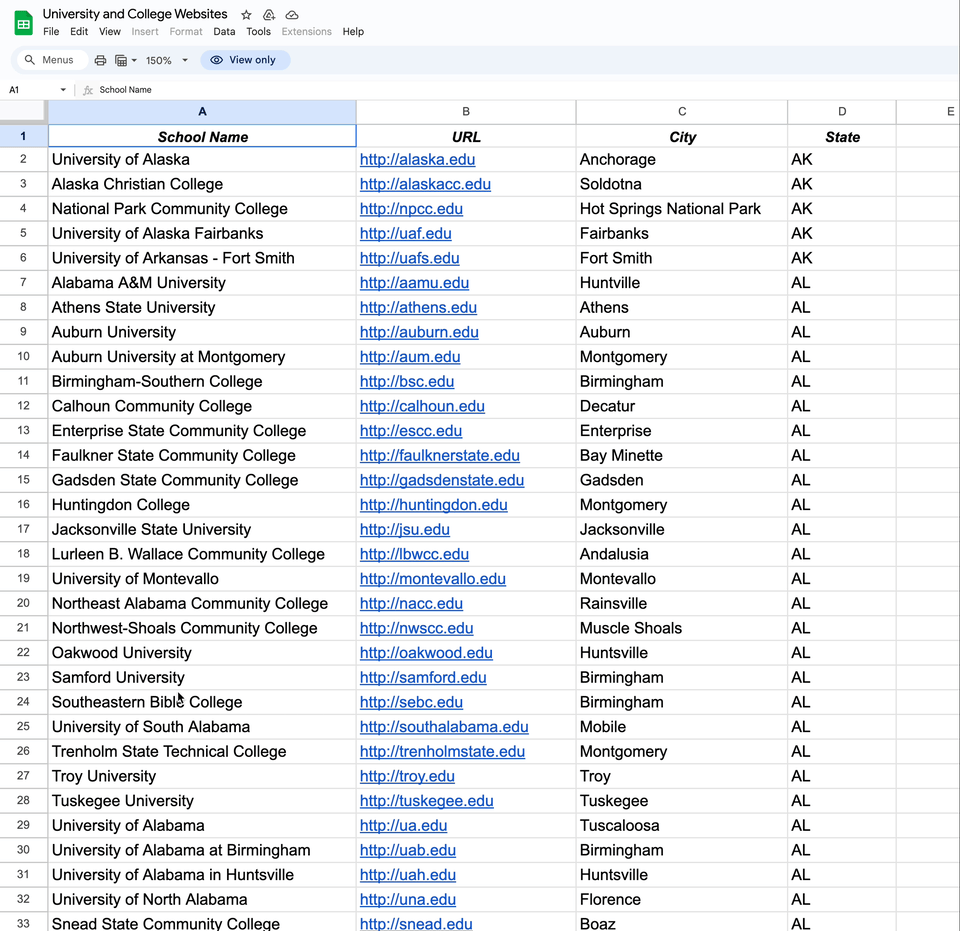 University and College Websites
File Edit View Insert Format Data Tools Extensions Help
Menus 150% View only
A1 fx School Name
A B C D E
1 School Name URL City State
2 University of Alaska http://alaska.edu Anchorage AK
3 Alaska Christian College http://alaskacc.edu Soldotna AK
4 National Park Community College http://npcc.edu Hot Springs National Park AK
5 University of Alaska Fairbanks http://uaf.edu Fairbanks AK
6 University of Arkansas - Fort Smith http://uafs.edu Fort Smith AK
7 Alabama A&M University http://aamu.edu Huntville AL
8 Athens State University http://athens.edu Athens AL
9 Auburn University http://auburn.edu Auburn AL
10 Auburn University at Montgomery http://aum.edu Montgomery AL
11 Birmingham-Southern College http://bsc.edu Birmingham AL
12 Calhoun Community College http://calhoun.edu Decatur AL
13 Enterprise State Community College http://escc.edu Enterprise AL
14 Faulkner State Community College http://faulknerstate.edu Bay Minette AL
15 Gadsden State Community College http://gadsdenstate.edu Gadsden AL
16 Huntingdon College http://huntingdon.edu Montgomery AL
17 Jacksonville State University http://jsu.edu Jacksonville AL
18 Lurleen B. Wallace Community College http://lbwcc.edu Andalusia AL
19 University of Montevallo http://montevallo.edu Montevallo AL
20 Northeast Alabama Community College http://nacc.edu Rainsville AL
21 Northwest-Shoals Community College http://nwscc.edu Muscle Shoals AL
22 Oakwood University http://oakwood.edu Huntsville AL
23 Samford University http://samford.edu Birmingham AL
24 Southeastern Bible College http://sebc.edu Birmingham AL
25 University of South Alabama http://southalabama.edu Mobile AL
26 Trenholm State Technical College http://trenholmstate.edu Montgomery AL
27 Troy University http://troy.edu Troy AL
28 Tuskegee University http://tuskegee.edu Tuskegee AL
29 University of Alabama http://ua.edu Tuscaloosa AL
30 University of Alabama at Birmingham http://uab.edu Birmingham AL
31 University of Alabama in Huntsville http://uah.edu Huntsville AL
32 University of North Alabama http://una.edu Florence AL
33 Snead State Community College http://snead.edu Boaz AL